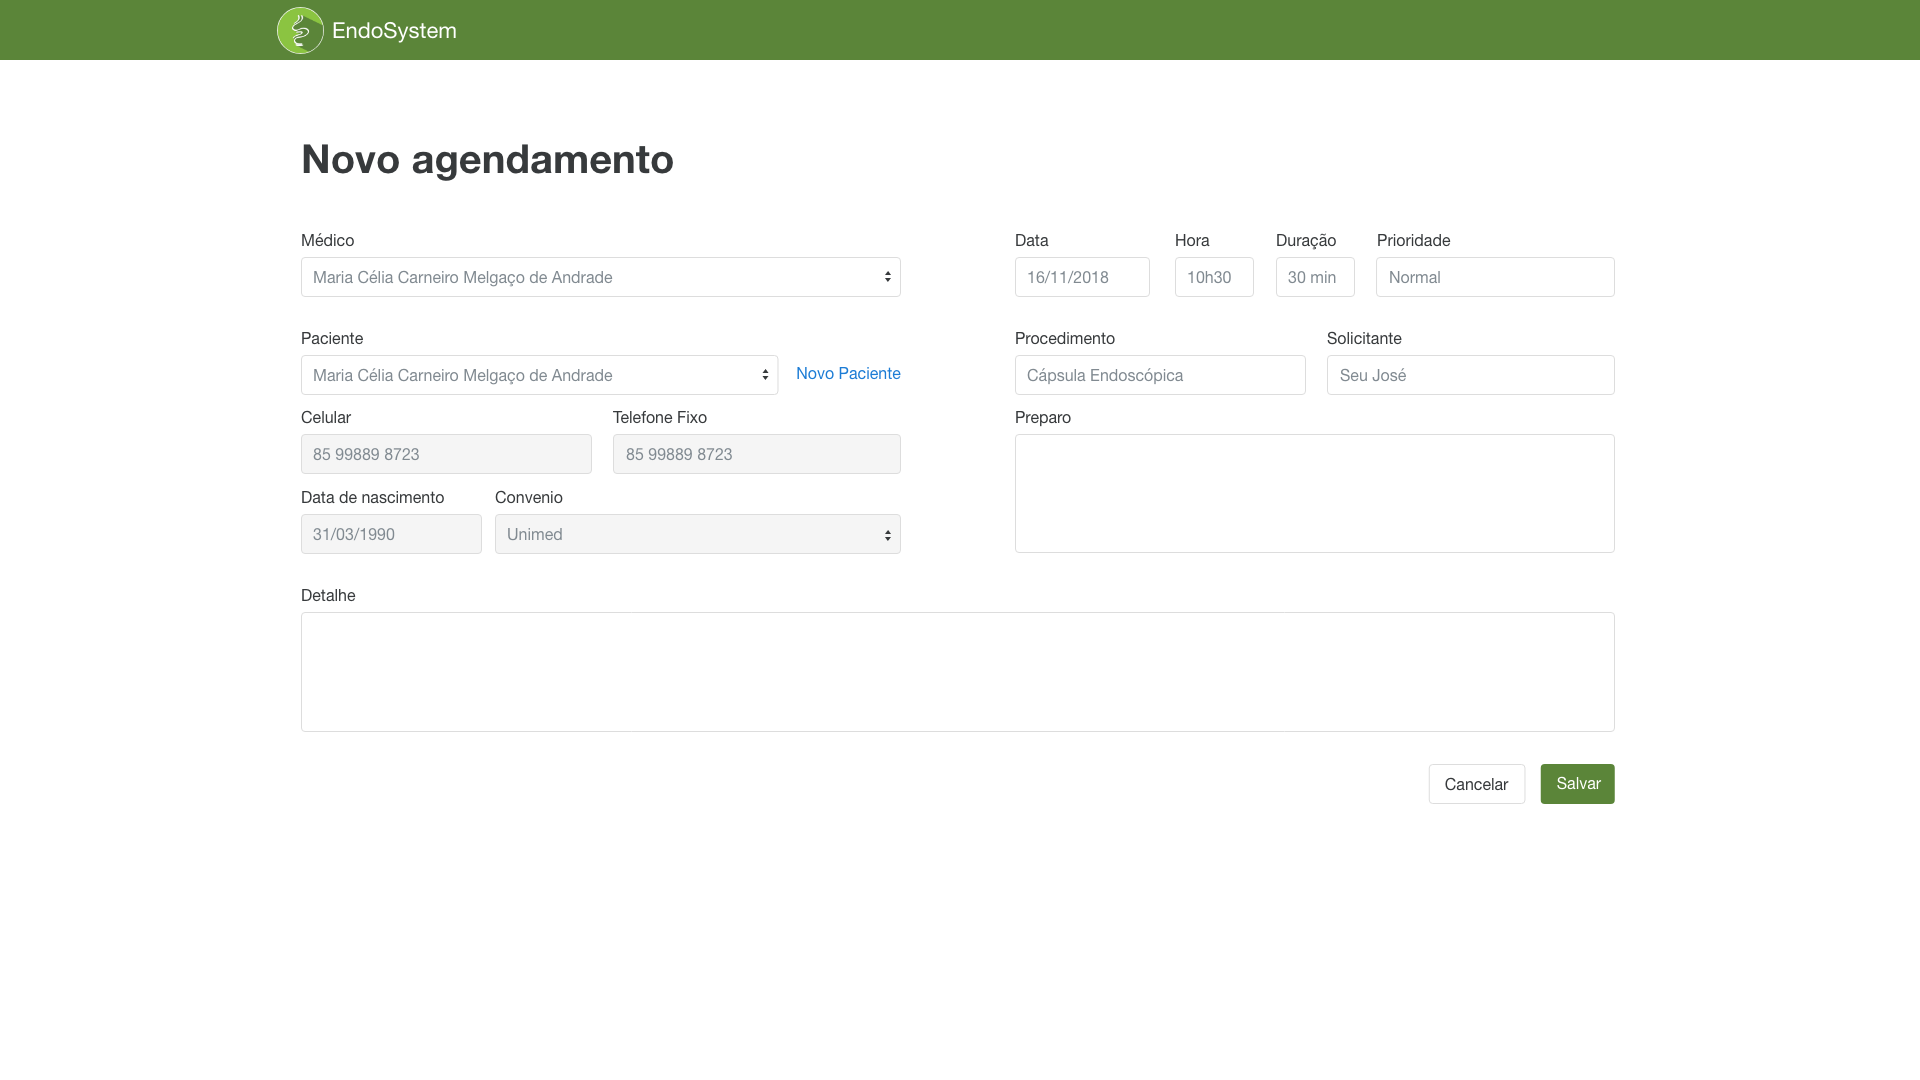 EndoSystem
Novo agendamento
Médico
Maria Célia Carneiro Melgaço de Andrade
Paciente
Maria Célia Carneiro Melgaço de Andrade
Novo Paciente
Celular
Telefone Fixo
85 99889 8723
85 99889 8723
Data de nascimento
Convenio
31/03/1990
Unimed
Data
Hora
Duração
Prioridade
16/11/2018
10h30
30 min
Normal
Procedimento
Solicitante
Cápsula Endoscópica
Seu José
Preparo
Detalhe
Cancelar
Salvar